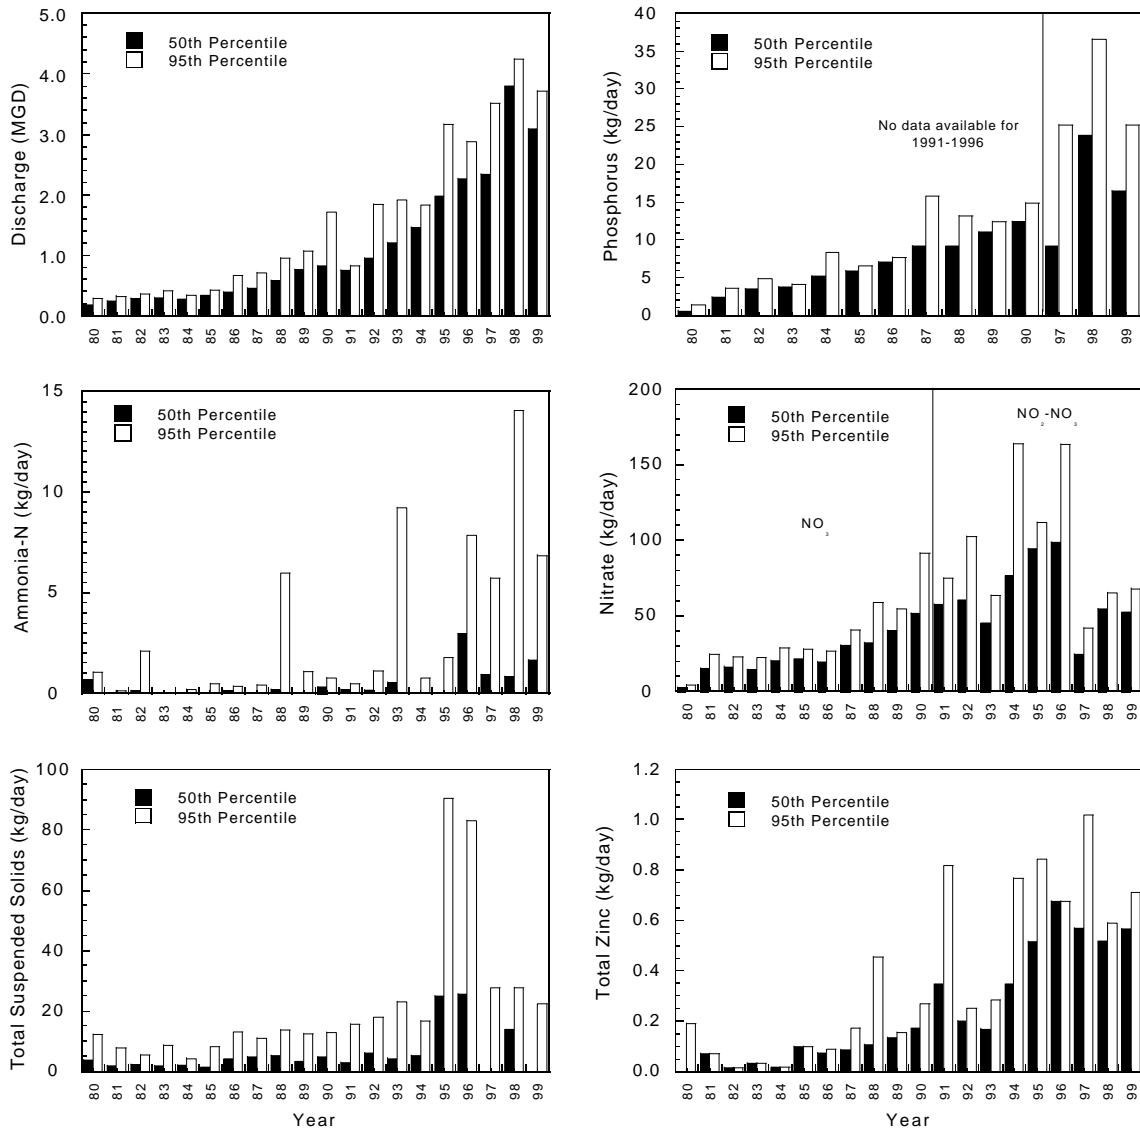 5.0
4.0
3.0
2.0
1.0
0.0
Discharge (MGD)
50th Percentile
95th Percentile
80 81 82 83 84 85 86 87 88 89 90 91 92 93 94 95 96 97 98 99
40
35
30
25
20
15
10
5
0
Phosphorus (kg/day)
50th Percentile
95th Percentile
No data available for
1991-1996
80 81 82 83 84 85 86 87 88 89 90 97 98 99
15
10
5
0
Ammonia-N (kg/day)
50th Percentile
95th Percentile
80 81 82 83 84 85 86 87 88 89 90 91 92 93 94 95 96 97 98 99
200
150
100
50
0
Nitrate (kg/day)
50th Percentile
95th Percentile
NO₂-NO₃
NO₃
80 81 82 83 84 85 86 87 88 89 90 91 92 93 94 95 96 97 98 99
100
80
60
40
20
0
Total Suspended Solids (kg/day)
50th Percentile
95th Percentile
80 81 82 83 84 85 86 87 88 89 90 91 92 93 94 95 96 97 98 99
Year
1.2
1.0
0.8
0.6
0.4
0.2
0.0
Total Zinc (kg/day)
50th Percentile
95th Percentile
80 81 82 83 84 85 86 87 88 89 90 91 92 93 94 95 96 97 98 99
Year